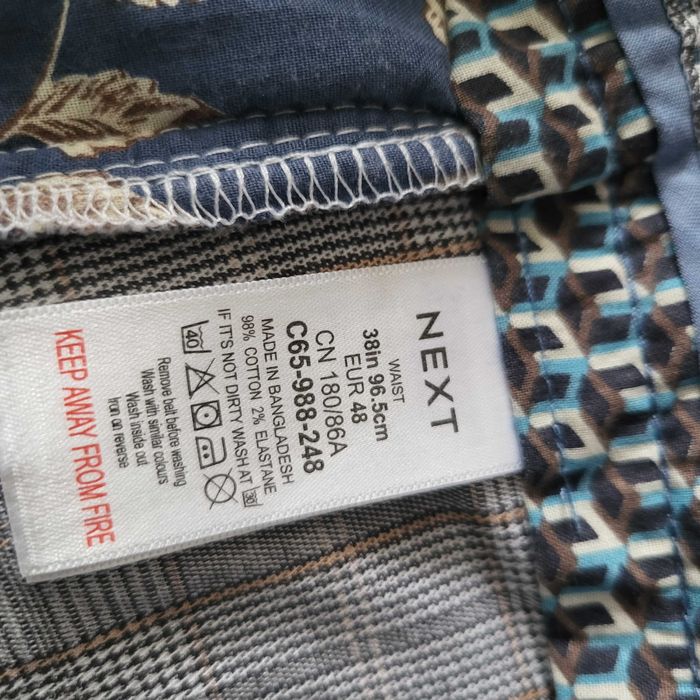 NEXT
WAIST
38in 96.5cm
EUR 48
CN 180/86A
C65-988-248
MADE IN BANGLADESH
98% COTTON 2% ELASTANE
IF IT'S NOT DIRTY WASH AT 30
40
Remove belt before washing
Wash with similar colours
Wash inside out
Iron on reverse
KEEP AWAY FROM FIRE